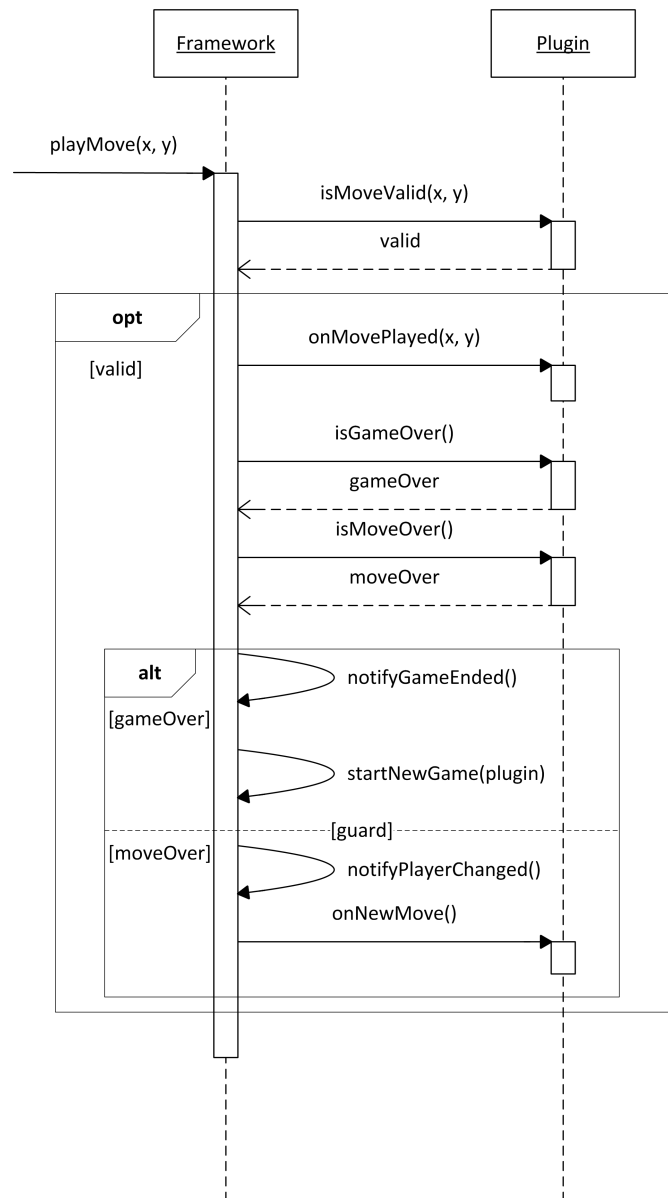 Framework
Plugin
playMove(x, y)
isMoveValid(x, y)
valid
opt
onMovePlayed(x, y)
[valid]
isGameOver()
gameOver
isMoveOver()
moveOver
alt
notifyGameEnded()
[gameOver]
startNewGame(plugin)
[guard]
[moveOver]
notifyPlayerChanged()
onNewMove()